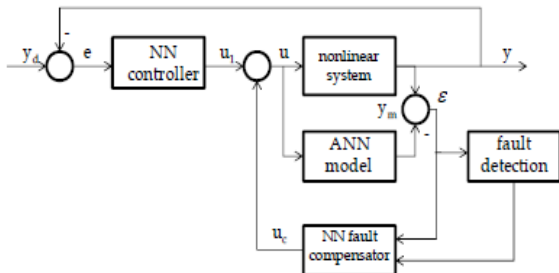 -
y_d
e
NN
controller
u_1
u
nonlinear
system
y
y_m
ε
-
ANN
model
fault
detection
u_c
NN fault
compensator